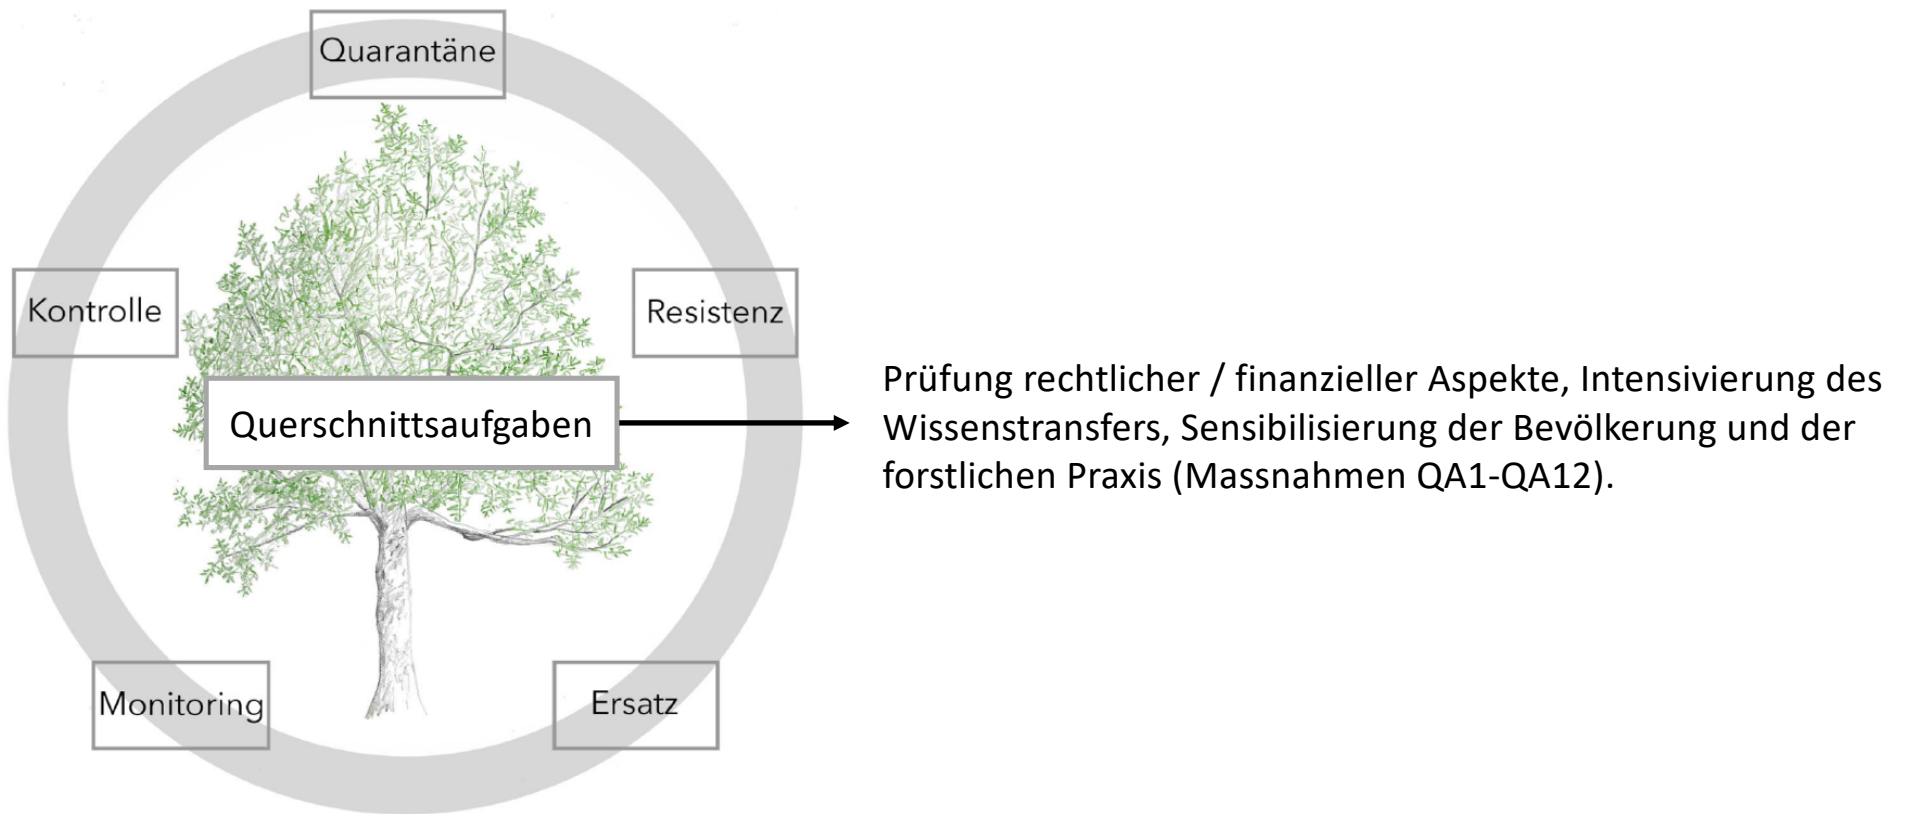 Quarantäne
Kontrolle
Resistenz
Querschnittsaufgaben
Prüfung rechtlicher / finanzieller Aspekte, Intensivierung des
Wissenstransfers, Sensibilisierung der Bevölkerung und der
forstlichen Praxis (Massnahmen QA1-QA12).
Monitoring
Ersatz